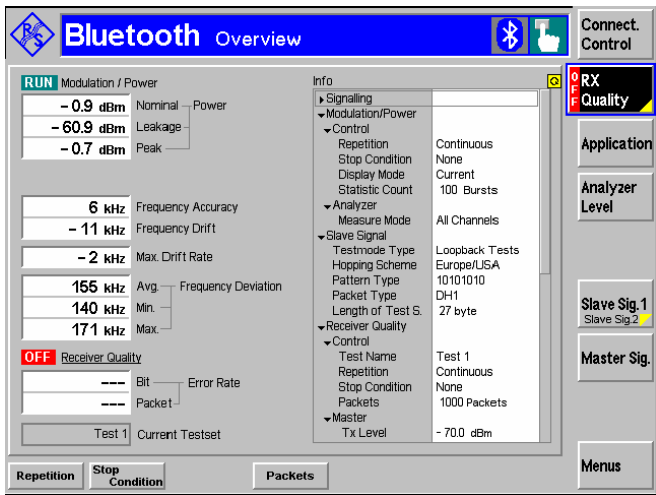 R&S
Bluetooth Overview
Connect.
Control
RUN Modulation / Power
- 0.9 dBm Nominal Power
- 60.9 dBm Leakage
- 0.7 dBm Peak
6 kHz Frequency Accuracy
- 11 kHz Frequency Drift
- 2 kHz Max. Drift Rate
155 kHz Avg. Frequency Deviation
140 kHz Min.
171 kHz Max.
OFF Receiver Quality
--- Bit Error Rate
--- Packet
Test 1 Current Testset
Info
Signalling
Modulation/Power
Control
Repetition Continuous
Stop Condition None
Display Mode Current
Statistic Count 100 Bursts
Analyzer
Measure Mode All Channels
Slave Signal
Testmode Type Loopback Tests
Hopping Scheme Europe/USA
Pattern Type 10101010
Packet Type DH1
Length of Test S. 27 byte
Receiver Quality
Control
Test Name Test 1
Repetition Continuous
Stop Condition None
Packets 1000 Packets
Master
Tx Level - 70.0 dBm
OFF
RX
Quality
Application
Analyzer
Level
Slave Sig.1
Slave Sig.2
Master Sig.
Menus
Repetition
Stop
Condition
Packets